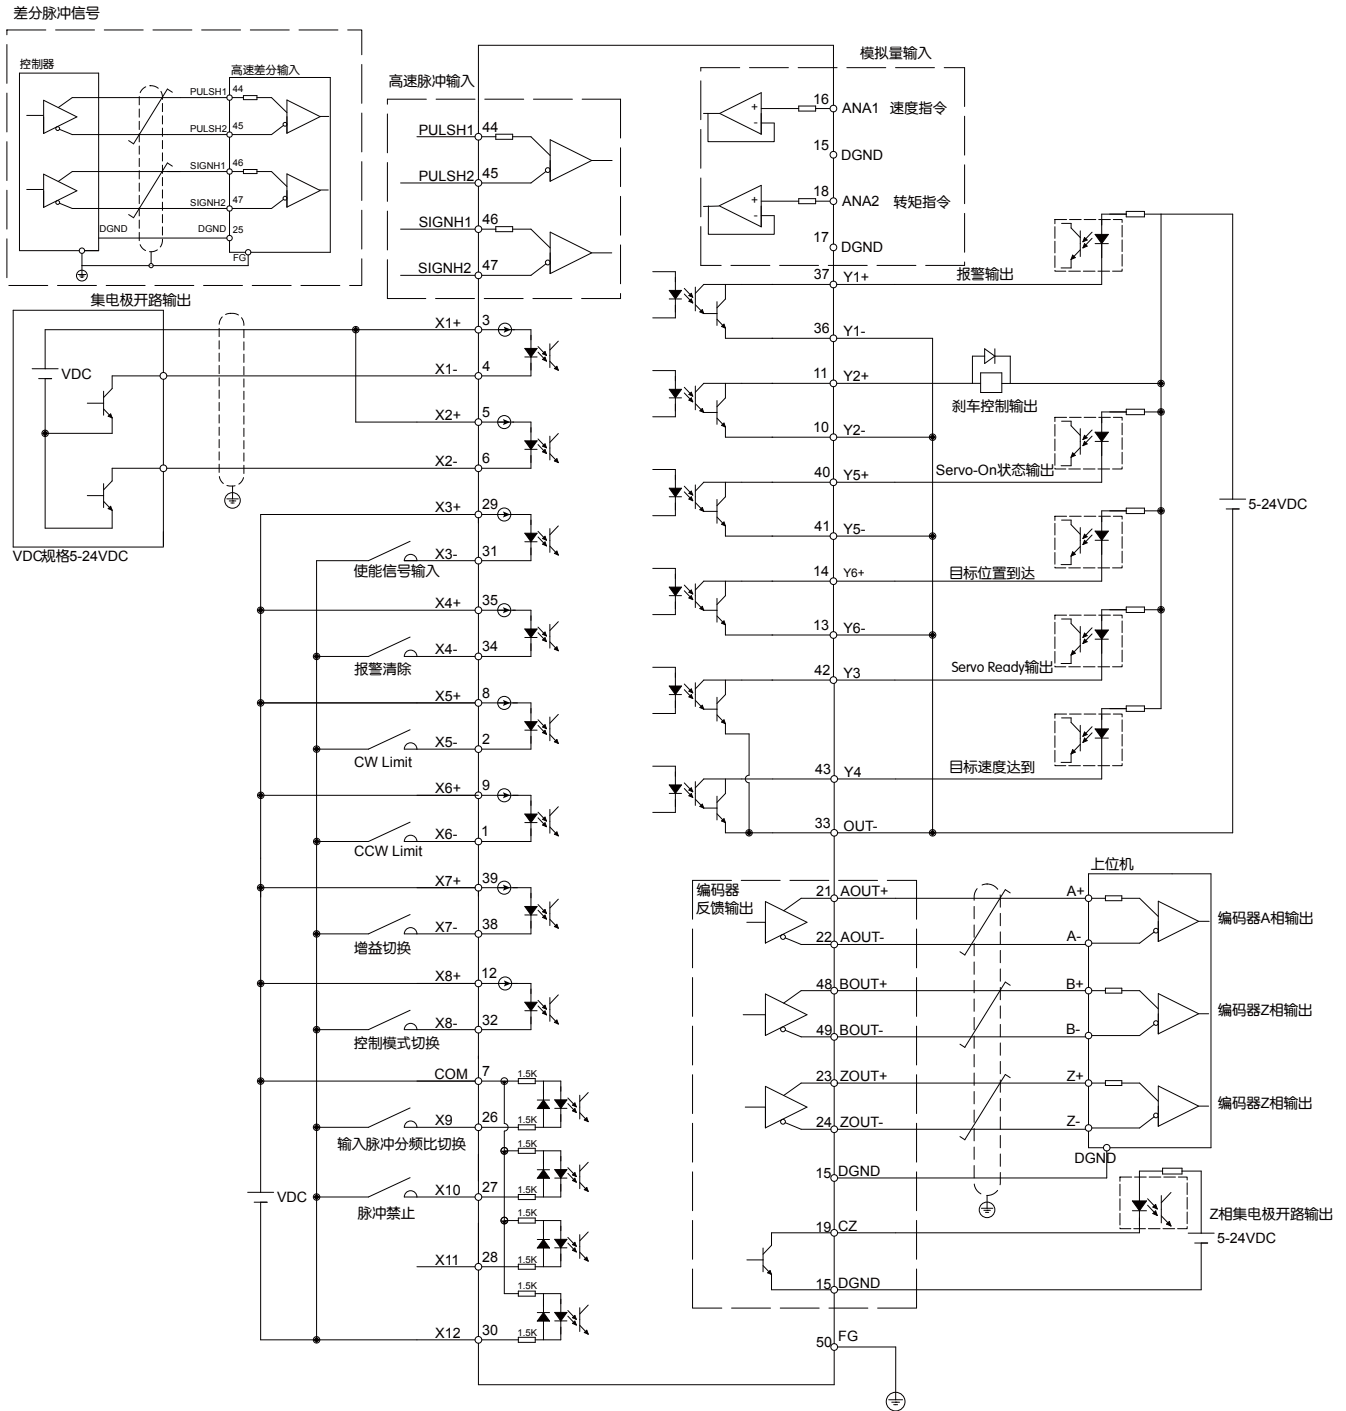 差分脉冲信号
控制器
高速差分输入
PULSH1 44
PULSH2 45
SIGNH1 46
SIGNH2 47
DGND DGND 25
FG
高速脉冲输入
PULSH1 44
PULSH2 45
SIGNH1 46
SIGNH2 47
模拟量输入
16 ANA1 速度指令
15 DGND
18 ANA2 转矩指令
17 DGND
集电极开路输出
VDC
VDC规格5-24VDC
X1+ 3
X1- 4
X2+ 5
X2- 6
X3+ 29
X3- 31
使能信号输入
X4+ 35
X4- 34
报警清除
X5+ 8
X5- 2
CW Limit
X6+ 9
X6- 1
CCW Limit
X7+ 39
X7- 38
增益切换
X8+ 12
X8- 32
控制模式切换
COM 7
1.5K
X9 26
1.5K
输入脉冲分频比切换
1.5K
VDC
X10 27
1.5K
脉冲禁止
1.5K
X11 28
1.5K
1.5K
X12 30
1.5K
37 Y1+ 报警输出
36 Y1-
11 Y2+
刹车控制输出
10 Y2-
40 Y5+ Servo-On状态输出
41 Y5-
5-24VDC
14 Y6+ 目标位置到达
13 Y6-
42 Y3 Servo Ready输出
43 Y4 目标速度达到
33 OUT-
编码器
反馈输出
上位机
21 AOUT+ A+
编码器A相输出
22 AOUT- A-
48 BOUT+ B+
编码器Z相输出
49 BOUT- B-
23 ZOUT+ Z+
编码器Z相输出
24 ZOUT- Z-
DGND
15 DGND
19 CZ
Z相集电极开路输出
5-24VDC
15 DGND
50 FG